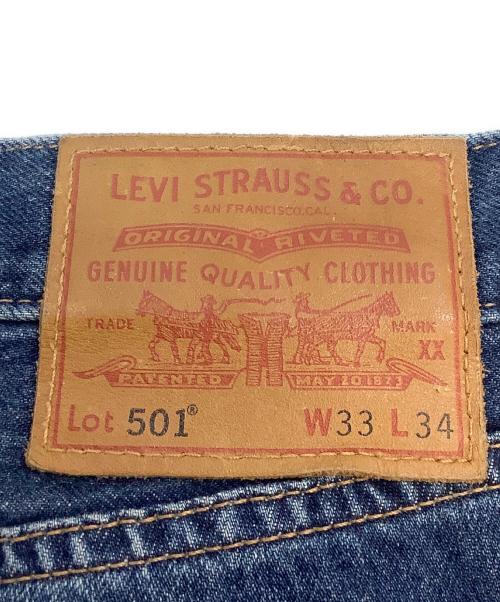 LEVI STRAUSS & CO.
SAN FRANCISCO, CAL.
ORIGINAL RIVETED
GENUINE QUALITY CLOTHING
TRADE MARK
XX
PATENTED MAY 20 1873
Lot 501® W33 L34